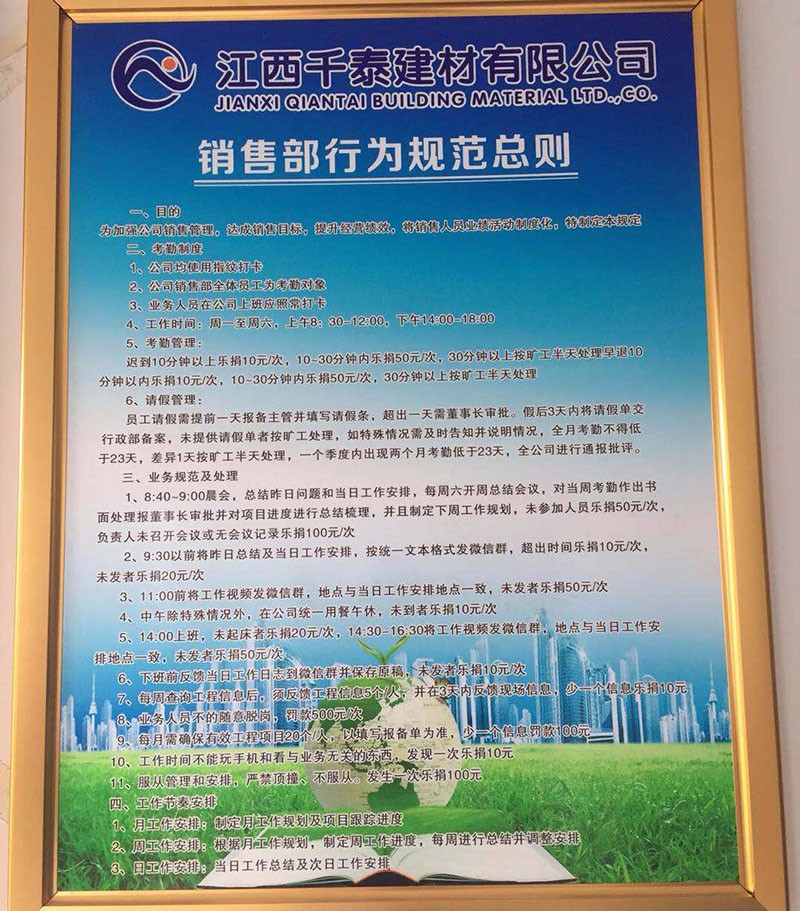 江西千泰建材有限公司
JIANXI QIANTAI BUILDING MATERIAL LTD.,CO.
销售部行为规范总则
一、目的
为加强公司销售管理，达成销售目标，提升经营绩效，将销售人员业绩活动制度化，特制定本规定
二、考勤制度
1、公司均使用指纹打卡
2、公司销售部全体员工为考勤对象
3、业务人员在公司上班应照常打卡
4、工作时间：周一至周六，上午8：30-12:00，下午14:00-18:00
5、考勤管理：
迟到10分钟以上乐捐10元/次，10-30分钟内乐捐50元/次，30分钟以上按旷工半天处理早退10
分钟以内乐捐10元/次，10-30分钟内乐捐50元/次，30分钟以上按旷工半天处理
6、请假管理：
员工请假需提前一天报备主管并填写请假条，超出一天需董事长审批。假后3天内将请假单交
行政部备案，未提供请假单者按旷工处理，如特殊情况需及时告知并说明情况，全月考勤不得低
于23天，差异1天按旷工半天处理，一个季度内出现两个月考勤低于23天，全公司进行通报批评。
三、业务规范及处理
1、8:40~9:00晨会，总结昨日问题和当日工作安排，每周六开周总结会议，对当周考勤作出书
面处理报董事长审批并对项目进度进行总结梳理，并且制定下周工作规划，未参加人员乐捐50元/次，
负责人未召开会议或无会议记录乐捐100元/次
2、9:30以前将昨日总结及当日工作安排，按统一文本格式发微信群，超出时间乐捐10元/次，
未发者乐捐20元/次
3、11:00前将工作视频发微信群，地点与当日工作安排地点一致，未发者乐捐50元/次
4、中午除特殊情况外，在公司统一用餐午休，未到者乐捐10元/次
5、14:00上班，未起床者乐捐20元/次，14:30-16:30将工作视频发微信群，地点与当日工作安
排地点一致，未发者乐捐50元/次
6、下班前反馈当日工作日志到微信群并保存原稿，未发者乐捐10元/次
7、每周查询工程信息后，须反馈工程信息5个/人，并在3天内反馈现场信息，少一个信息乐捐10元
8、业务人员不的随意脱岗，罚款500元/次
9、每月需确保有效工程项目20个/人，以填写报备单为准，少一个信息罚款100元
10、工作时间不能玩手机和看与业务无关的东西，发现一次乐捐10元
11、服从管理和安排，严禁顶撞、不服从。发生一次乐捐100元
四、工作节奏安排
1、月工作安排：制定月工作规划及项目跟踪进度
2、周工作安排：根据月工作规划，制定周工作进度，每周进行总结并调整安排
3、日工作安排：当日工作总结及次日工作安排